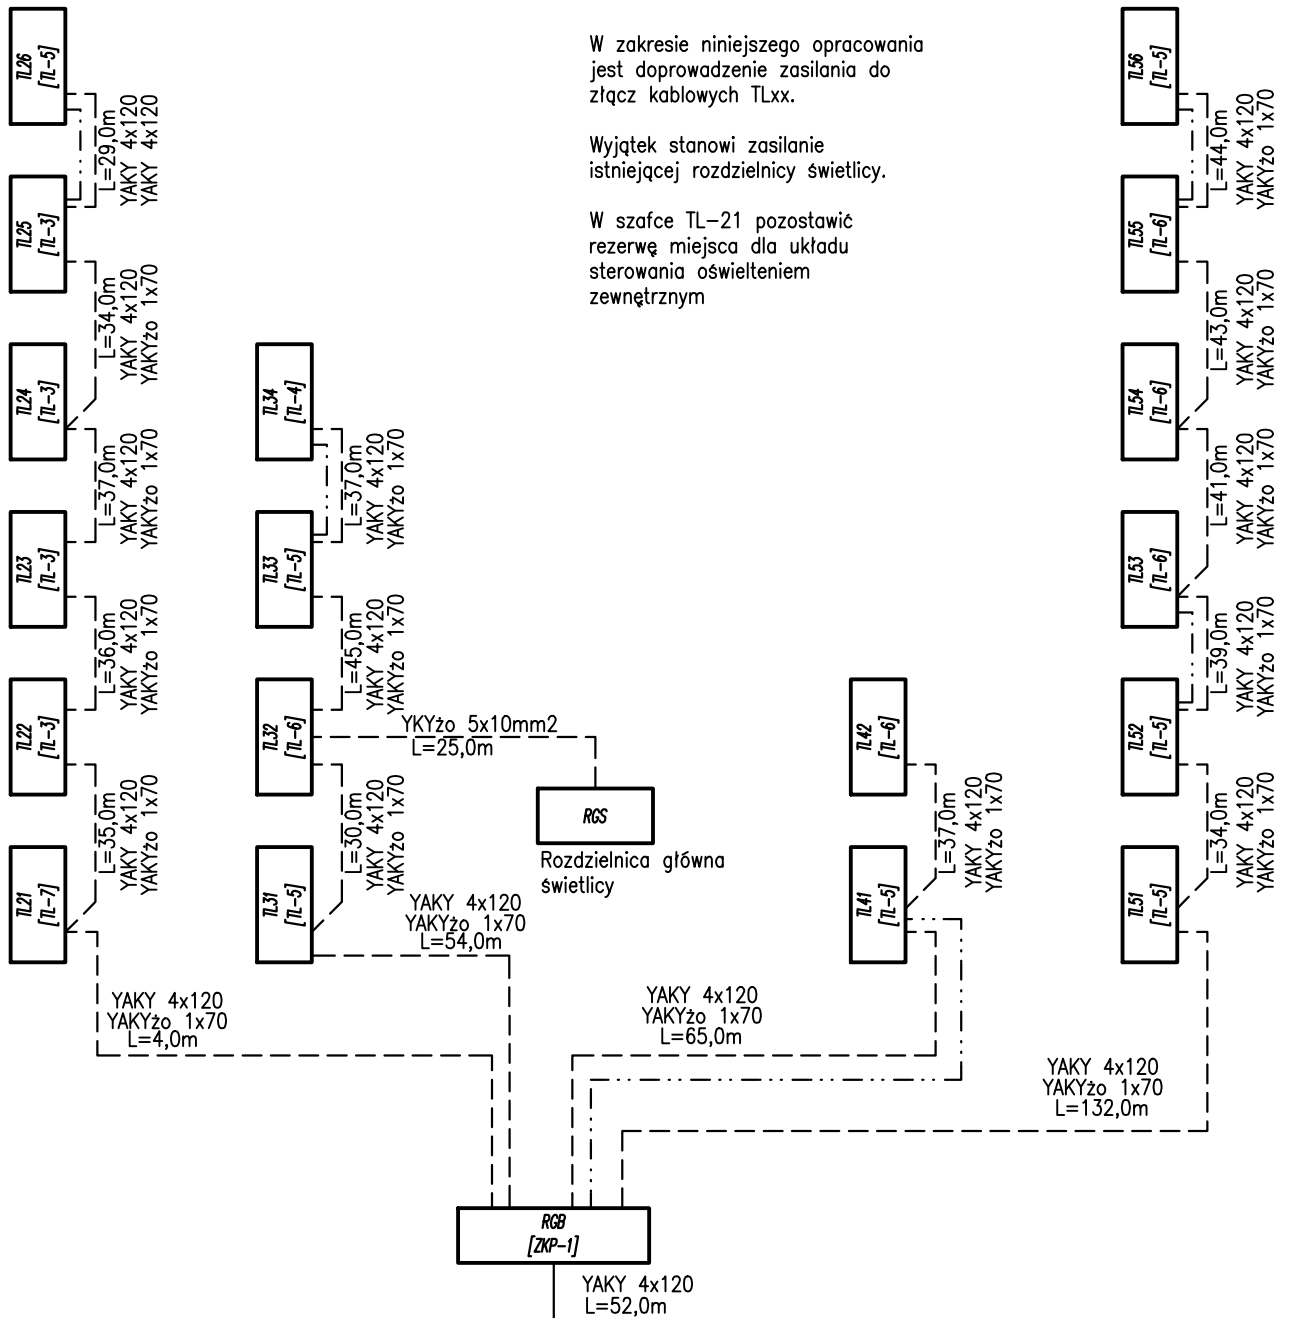 W zakresie niniejszego opracowania
jest doprowadzenie zasilania do
złącz kablowych TLxx.
Wyjątek stanowi zasilanie
istniejącej rozdzielnicy świetlicy.
W szafce TL-21 pozostawić
rezerwę miejsca dla układu
sterowania oświelteniem
zewnętrznym
TL26
[TL-5]
L=29,0m
YAKY 4x120
YAKY 4x120
TL25
[TL-3]
L=34,0m
YAKY 4x120
YAKYżo 1x70
TL24
[TL-3]
L=37,0m
YAKY 4x120
YAKYżo 1x70
TL23
[TL-3]
L=36,0m
YAKY 4x120
YAKYżo 1x70
TL22
[TL-3]
L=35,0m
YAKY 4x120
YAKYżo 1x70
TL21
[TL-7]
YAKY 4x120
YAKYżo 1x70
L=4,0m
TL34
[TL-4]
L=37,0m
YAKY 4x120
YAKYżo 1x70
TL33
[TL-5]
L=45,0m
YAKY 4x120
YAKYżo 1x70
TL32
[TL-6]
YKYżo 5x10mm2
L=25,0m
RGS
Rozdzielnica główna
świetlicy
L=30,0m
YAKY 4x120
YAKYżo 1x70
TL31
[TL-5]
YAKY 4x120
YAKYżo 1x70
L=54,0m
TL42
[TL-6]
L=37,0m
YAKY 4x120
YAKYżo 1x70
TL41
[TL-5]
YAKY 4x120
YAKYżo 1x70
L=65,0m
TL56
[TL-5]
L=44,0m
YAKY 4x120
YAKYżo 1x70
TL55
[TL-6]
L=43,0m
YAKY 4x120
YAKYżo 1x70
TL54
[TL-6]
L=41,0m
YAKY 4x120
YAKYżo 1x70
TL53
[TL-6]
L=39,0m
YAKY 4x120
YAKYżo 1x70
TL52
[TL-5]
L=34,0m
YAKY 4x120
YAKYżo 1x70
TL51
[TL-5]
YAKY 4x120
YAKYżo 1x70
L=132,0m
RGB
[ZKP-1]
YAKY 4x120
L=52,0m